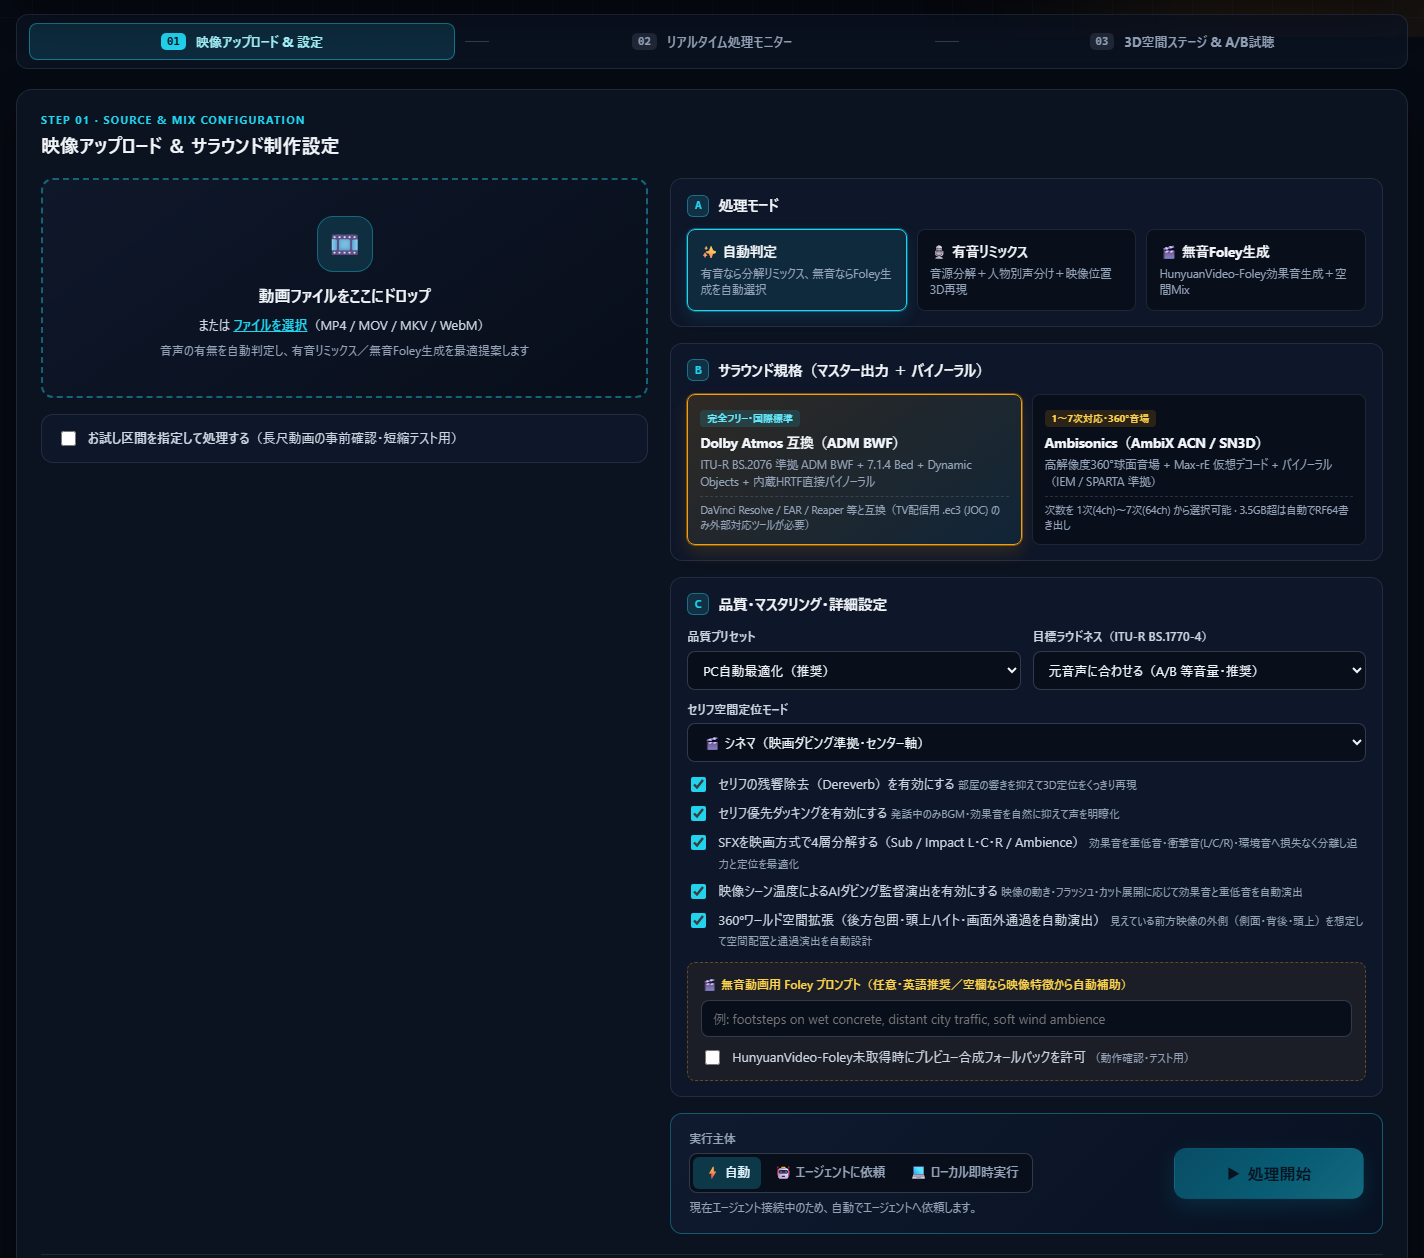 01 映像アップロード & 設定
02 リアルタイム処理モニター
03 3D空間ステージ & A/B試聴
STEP 01 · SOURCE & MIX CONFIGURATION
映像アップロード ＆ サラウンド制作設定
動画ファイルをここにドロップ
または ファイルを選択（MP4 / MOV / MKV / WebM）
音声の有無を自動判定し、有音リミックス／無音Foley生成を最適提案します
お試し区間を指定して処理する（長尺動画の事前確認・短縮テスト用）
A 処理モード
✨ 自動判定
有音なら分解リミックス、無音ならFoley生
成を自動選択
有音リミックス
音源分解＋人物別声分け＋映像位置
3D再現
無音Foley生成
HunyuanVideo-Foley効果音生成＋空
間Mix
B サラウンド規格（マスター出力 ＋ バイノーラル）
完全フリー・国際標準
Dolby Atmos 互換（ADM BWF）
ITU-R BS.2076 準拠 ADM BWF + 7.1.4 Bed + Dynamic
Objects + 内蔵HRTF直接バイノーラル
DaVinci Resolve / EAR / Reaper 等と互換（TV配信用 .ec3 (JOC) の
み外部対応ツールが必要）
1〜7次対応・360°音場
Ambisonics（AmbiX ACN / SN3D）
高解像度360°球面音場 + Max-rE 仮想デコード + バイノーラル
（IEM / SPARTA 準拠）
次数を 1次(4ch)〜7次(64ch) から選択可能 · 3.5GB超は自動でRF64書
き出し
C 品質・マスタリング・詳細設定
品質プリセット
PC自動最適化（推奨）
目標ラウドネス（ITU-R BS.1770-4）
元音声に合わせる（A/B 等音量・推奨）
セリフ空間定位モード
シネマ（映画ダビング準拠・センター軸）
セリフの残響除去（Dereverb）を有効にする 部屋の響きを抑えて3D定位をくっきり再現
セリフ優先ダッキングを有効にする 発話中のみBGM・効果音を自然に抑えて声を明瞭化
SFXを映画方式で4層分解する（Sub / Impact L・C・R / Ambience） 効果音を重低音・衝撃音(L/C/R)・環境音へ損失なく分離し迫
力と定位を最適化
映像シーン温度によるAIダビング監督演出を有効にする 映像の動き・フラッシュ・カット展開に応じて効果音と重低音を自動演出
360°ワールド空間拡張（後方包囲・頭上ハイト・画面外通過を自動演出） 見えている前方映像の外側（側面・背後・頭上）を想定し
て空間配置と通過演出を自動設計
無音動画用 Foley プロンプト（任意・英語推奨／空欄なら映像特徴から自動補助）
例: footsteps on wet concrete, distant city traffic, soft wind ambience
HunyuanVideo-Foley未取得時にプレビュー合成フォールバックを許可 （動作確認・テスト用）
実行主体
自動
エージェントに依頼
ローカル即時実行
▶ 処理開始
現在エージェント接続中のため、自動でエージェントへ依頼します。